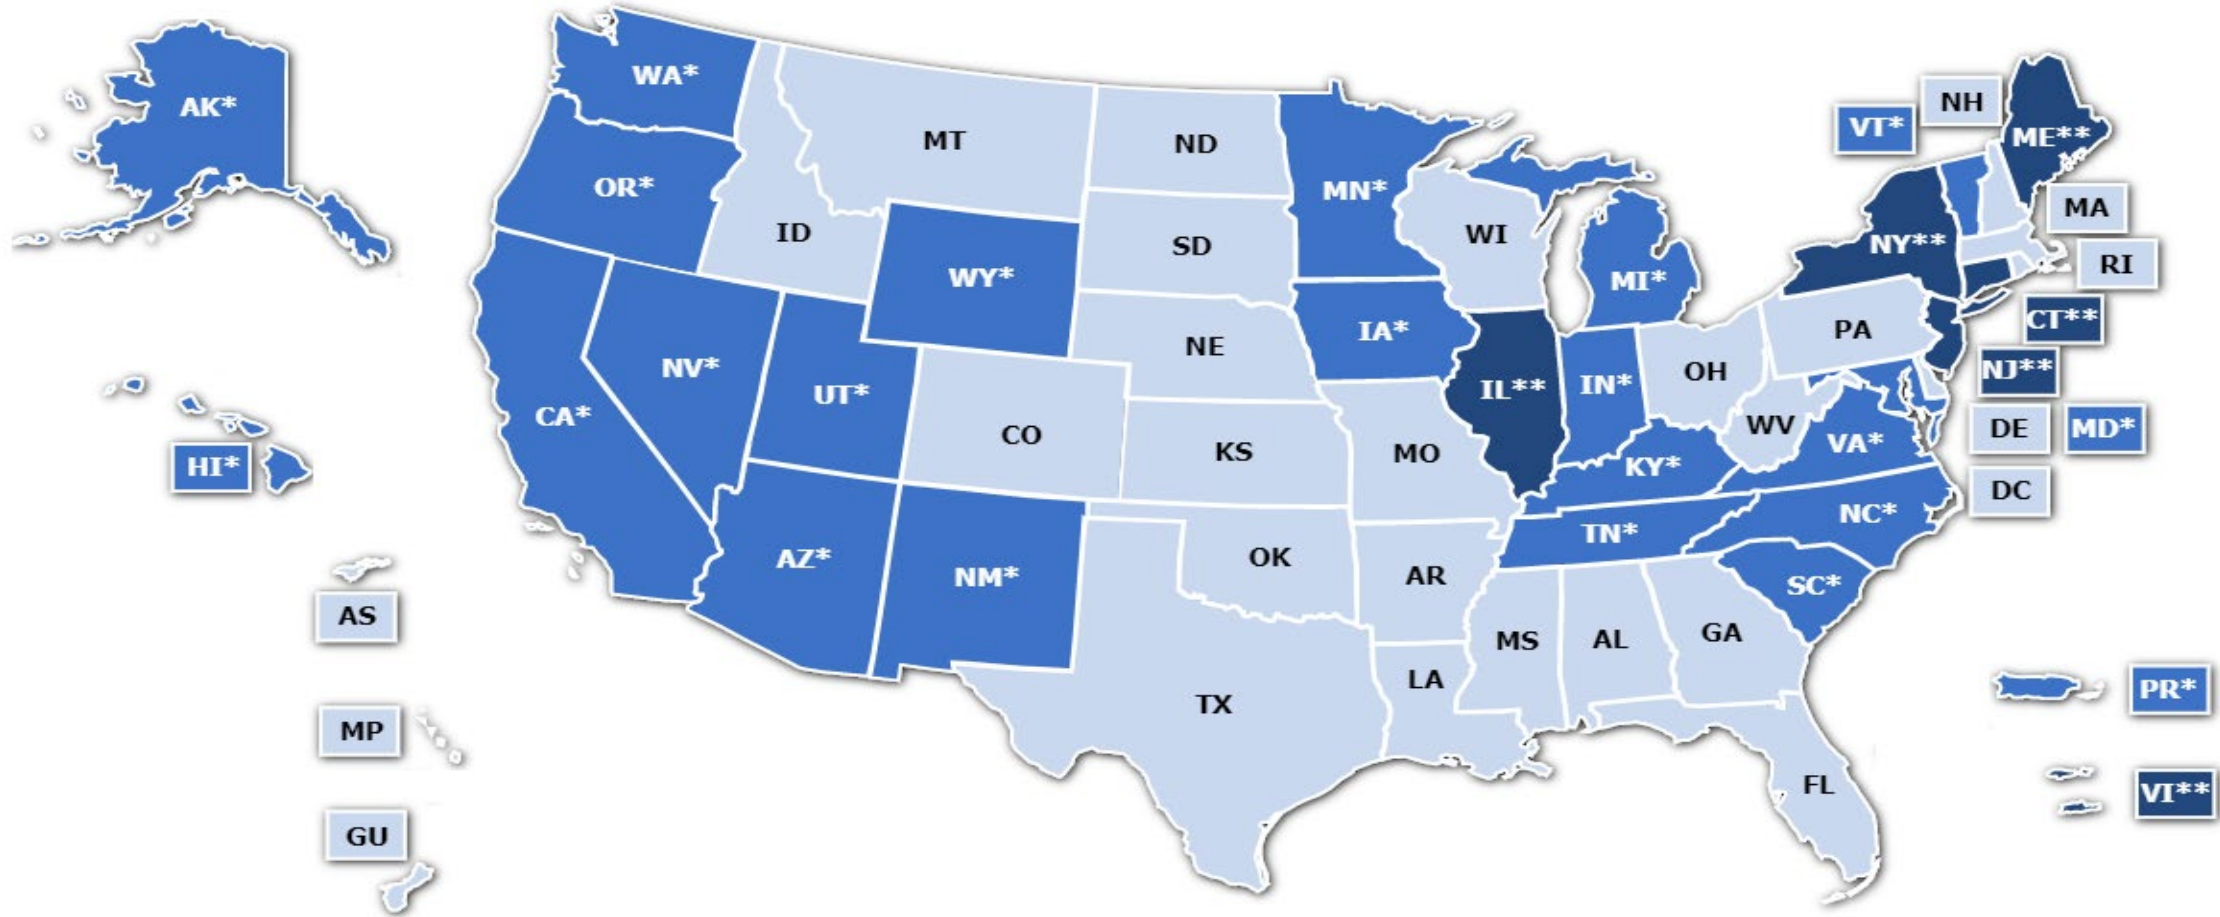 AK*
WA*
OR*
CA*
NV*
ID
MT
WY*
UT*
AZ*
CO
NM*
ND
SD
NE
KS
OK
TX
MN*
IA*
MO
AR
LA
WI
IL**
MI*
IN*
OH
KY*
TN*
MS
AL
GA
FL
SC*
NC*
VA*
WV
PA
NY**
VT*
NH
ME**
MA
RI
CT**
NJ**
DE
MD*
DC
HI*
AS
MP
GU
PR*
VI**